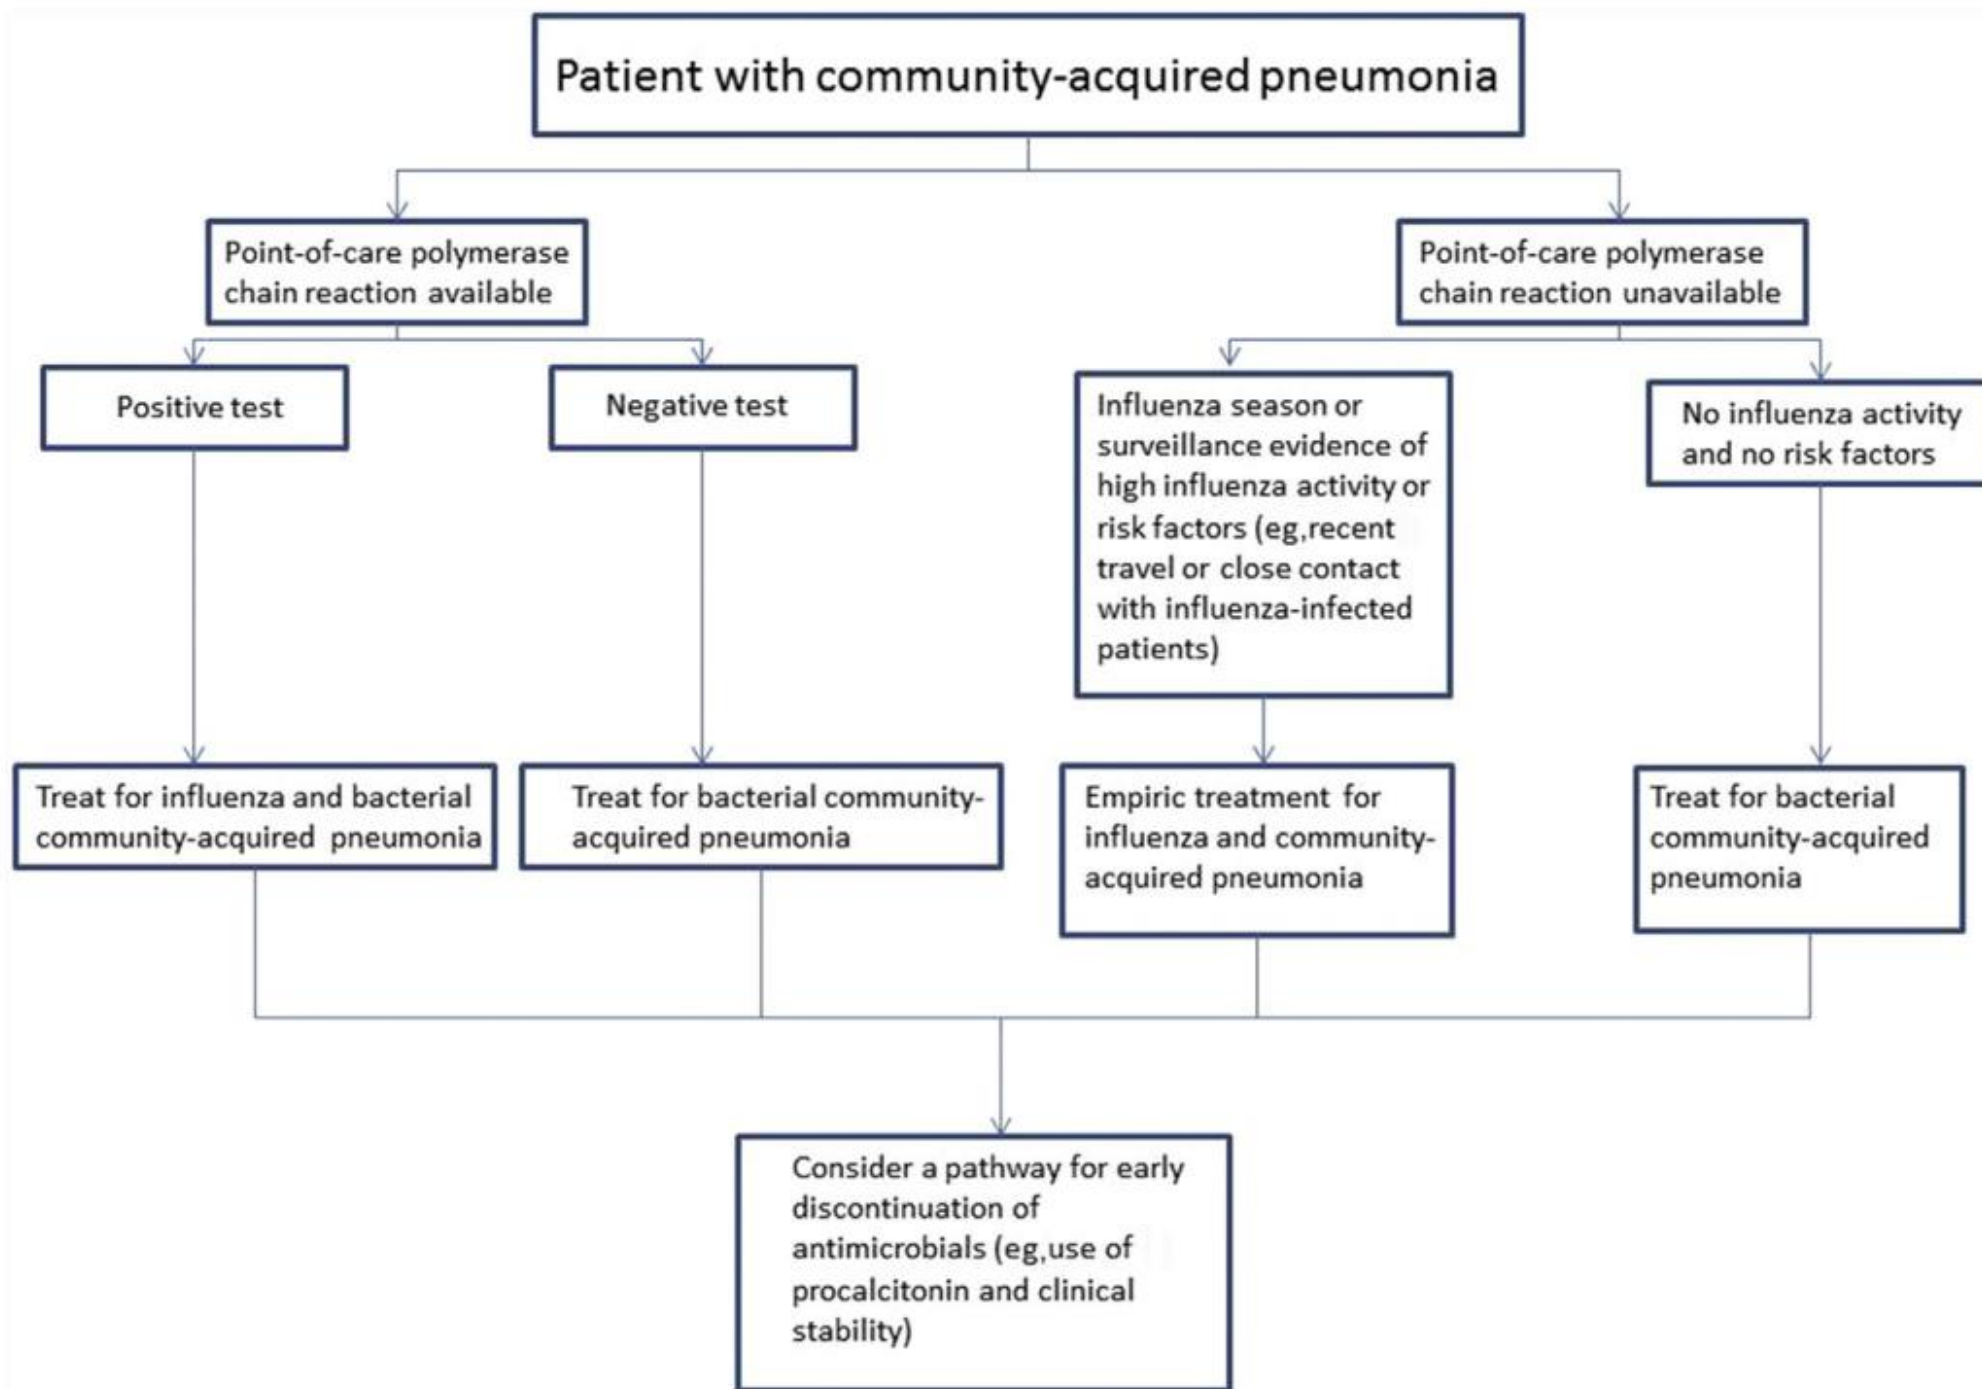 Patient with community-acquired pneumonia
Point-of-care polymerase
chain reaction available
Point-of-care polymerase
chain reaction unavailable
Positive test
Negative test
Influenza season or
surveillance evidence of
high influenza activity or
risk factors (eg,recent
travel or close contact
with influenza-infected
patients)
No influenza activity
and no risk factors
Treat for influenza and bacterial
community-acquired pneumonia
Treat for bacterial community-
acquired pneumonia
Empiric treatment for
influenza and community-
acquired pneumonia
Treat for bacterial
community-acquired
pneumonia
Consider a pathway for early
discontinuation of
antimicrobials (eg,use of
procalcitonin and clinical
stability)